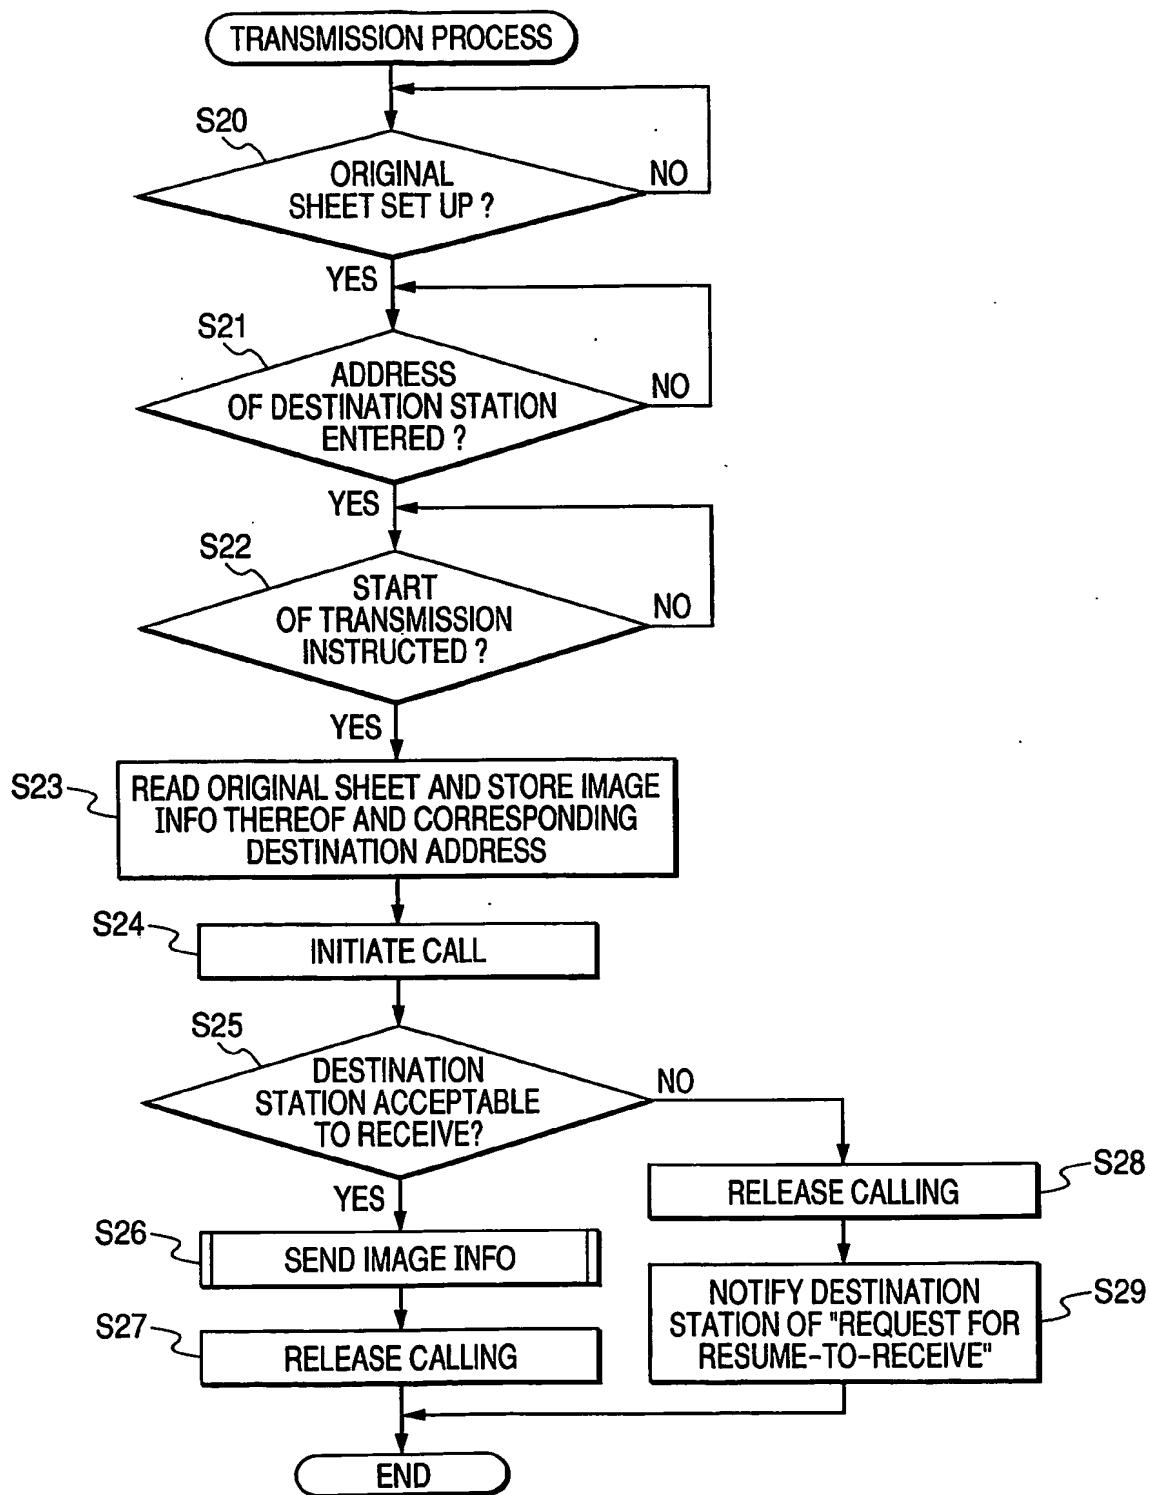 TRANSMISSION PROCESS
S20
ORIGINAL
SHEET SET UP ?
NO
YES
S21
ADDRESS
OF DESTINATION STATION
ENTERED ?
NO
YES
S22
START
OF TRANSMISSION
INSTRUCTED ?
NO
YES
S23
READ ORIGINAL SHEET AND STORE IMAGE
INFO THEREOF AND CORRESPONDING
DESTINATION ADDRESS
S24
INITIATE CALL
S25
DESTINATION
STATION ACCEPTABLE
TO RECEIVE?
NO
YES
S28
RELEASE CALLING
S26
SEND IMAGE INFO
S29
NOTIFY DESTINATION
STATION OF "REQUEST FOR
RESUME-TO-RECEIVE"
S27
RELEASE CALLING
END